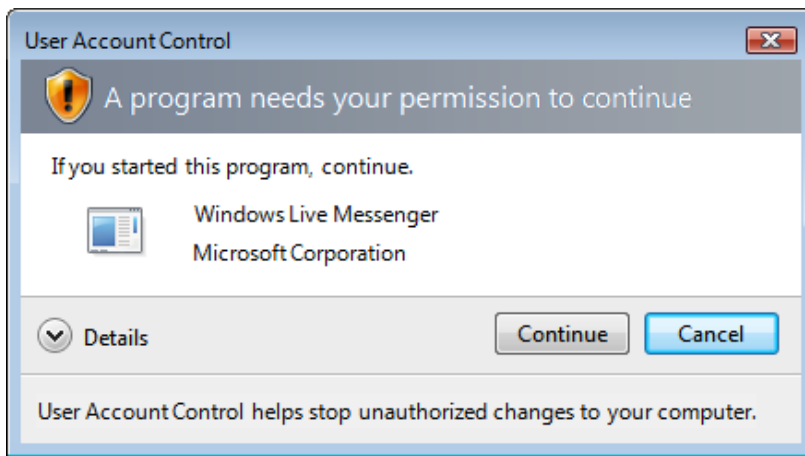 User Account Control
A program needs your permission to continue
If you started this program, continue.
Windows Live Messenger
Microsoft Corporation
Details
Continue
Cancel
User Account Control helps stop unauthorized changes to your computer.